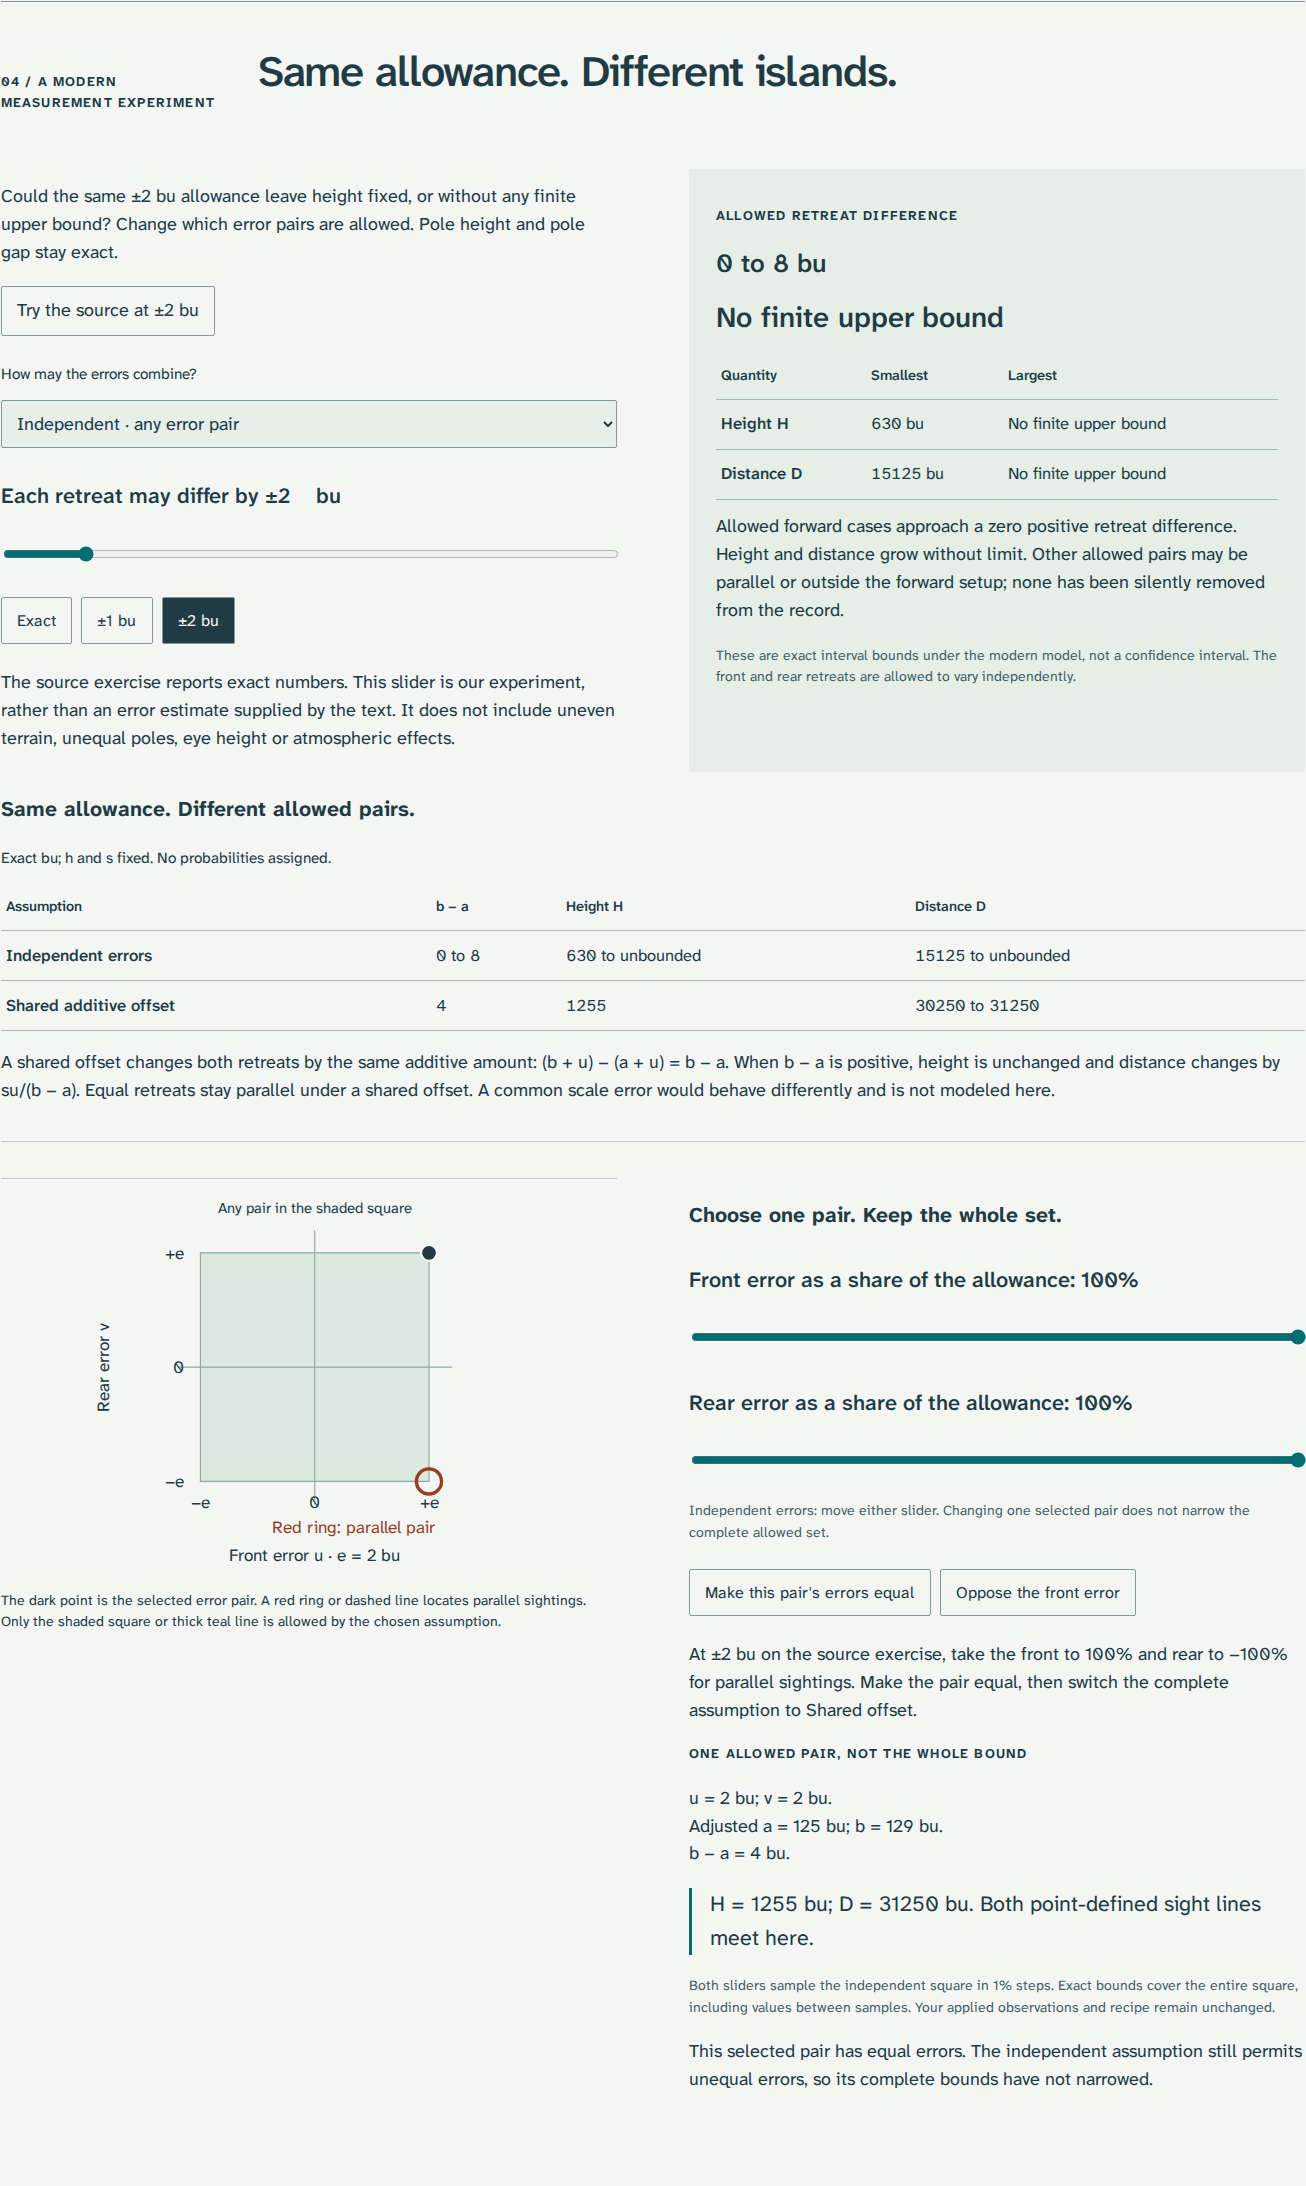 04 / A MODERN
MEASUREMENT EXPERIMENT
Same allowance. Different islands.
Could the same ±2 bu allowance leave height fixed, or without any finite
upper bound? Change which error pairs are allowed. Pole height and pole
gap stay exact.
Try the source at ±2 bu
How may the errors combine?
Independent · any error pair
Each retreat may differ by ±2 bu
Exact
±1 bu
±2 bu
The source exercise reports exact numbers. This slider is our experiment,
rather than an error estimate supplied by the text. It does not include uneven
terrain, unequal poles, eye height or atmospheric effects.
ALLOWED RETREAT DIFFERENCE
0 to 8 bu
No finite upper bound
Quantity Smallest Largest
Height H 630 bu No finite upper bound
Distance D 15125 bu No finite upper bound
Allowed forward cases approach a zero positive retreat difference.
Height and distance grow without limit. Other allowed pairs may be
parallel or outside the forward setup; none has been silently removed
from the record.
These are exact interval bounds under the modern model, not a confidence interval. The
front and rear retreats are allowed to vary independently.
Same allowance. Different allowed pairs.
Exact bu; h and s fixed. No probabilities assigned.
Assumption b – a Height H Distance D
Independent errors 0 to 8 630 to unbounded 15125 to unbounded
Shared additive offset 4 1255 30250 to 31250
A shared offset changes both retreats by the same additive amount: (b + u) – (a + u) = b – a. When b – a is positive, height is unchanged and distance changes by
su/(b – a). Equal retreats stay parallel under a shared offset. A common scale error would behave differently and is not modeled here.
Any pair in the shaded square
+e
Rear error v
0
–e
–e 0 +e
Red ring: parallel pair
Front error u · e = 2 bu
The dark point is the selected error pair. A red ring or dashed line locates parallel sightings.
Only the shaded square or thick teal line is allowed by the chosen assumption.
Choose one pair. Keep the whole set.
Front error as a share of the allowance: 100%
Rear error as a share of the allowance: 100%
Independent errors: move either slider. Changing one selected pair does not narrow the
complete allowed set.
Make this pair's errors equal
Oppose the front error
At ±2 bu on the source exercise, take the front to 100% and rear to –100%
for parallel sightings. Make the pair equal, then switch the complete
assumption to Shared offset.
ONE ALLOWED PAIR, NOT THE WHOLE BOUND
u = 2 bu; v = 2 bu.
Adjusted a = 125 bu; b = 129 bu.
b – a = 4 bu.
H = 1255 bu; D = 31250 bu. Both point-defined sight lines
meet here.
Both sliders sample the independent square in 1% steps. Exact bounds cover the entire square,
including values between samples. Your applied observations and recipe remain unchanged.
This selected pair has equal errors. The independent assumption still permits
unequal errors, so its complete bounds have not narrowed.